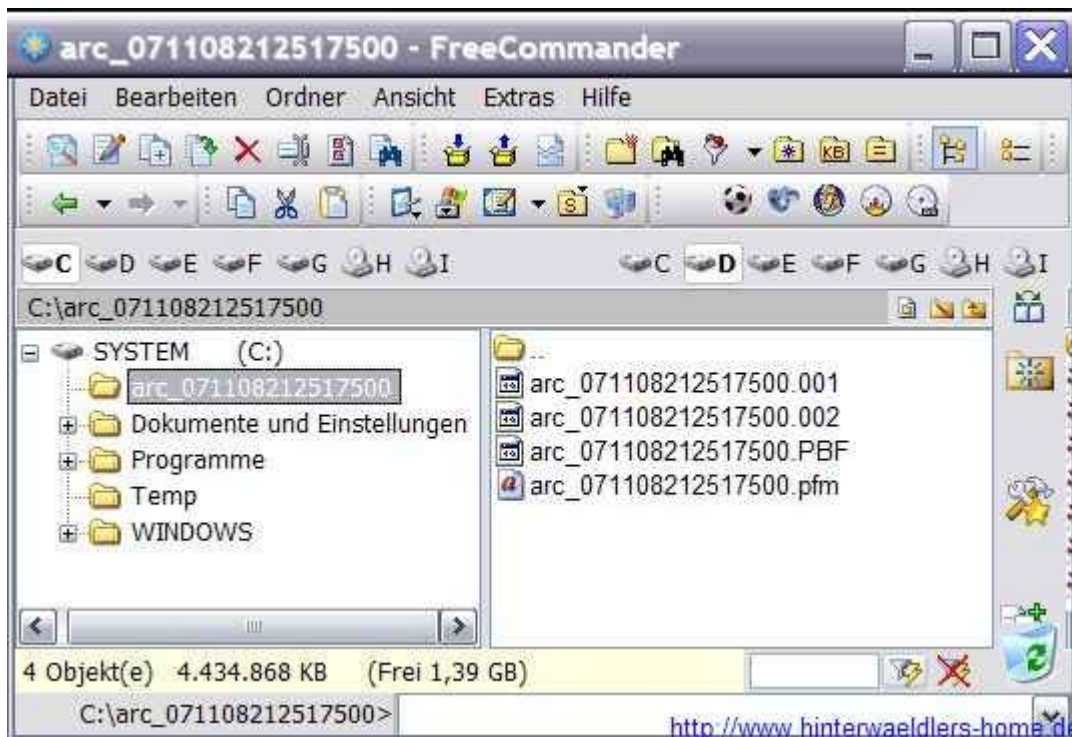 arc_071108212517500 - FreeCommander
Datei Bearbeiten Ordner Ansicht Extras Hilfe
KB
S
C D E F G H I C D E F G H I
C:\arc_071108212517500
SYSTEM (C:)
arc_071108212517500
Dokumente und Einstellungen
Programme
Temp
WINDOWS
..
arc_071108212517500.001
arc_071108212517500.002
arc_071108212517500.PBF
a arc_071108212517500.pfm
4 Objekt(e) 4.434.868 KB (Frei 1,39 GB)
C:\arc_071108212517500>
http://www.hinterwaeldlers-home.de